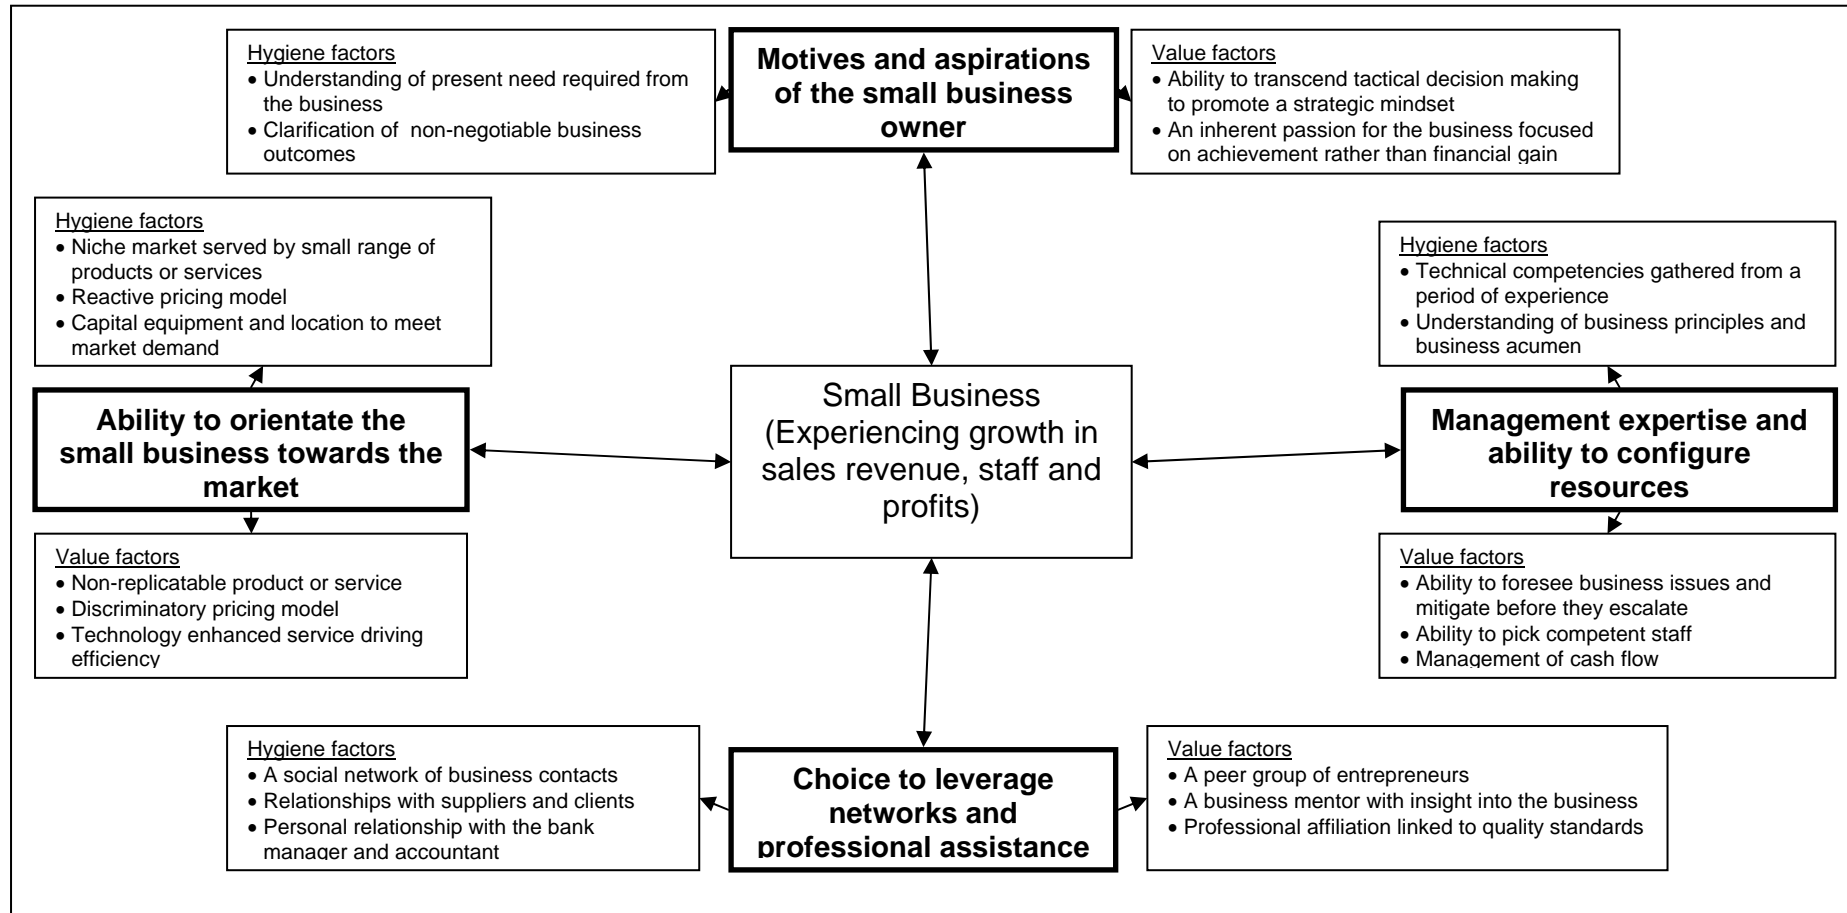 Hygiene factors
• Understanding of present need required from
the business
• Clarification of  non-negotiable business
outcomes
Motives and aspirations
of the small business
owner
Value factors
• Ability to transcend tactical decision making
to promote a strategic mindset
• An inherent passion for the business focused
on achievement rather than financial gain
Hygiene factors
• Niche market served by small range of
products or services
• Reactive pricing model
• Capital equipment and location to meet
market demand
Ability to orientate the
small business towards the
market
Value factors
• Non-replicatable product or service
• Discriminatory pricing model
• Technology enhanced service driving
efficiency
Small Business
(Experiencing growth in
sales revenue, staff and
profits)
Hygiene factors
• Technical competencies gathered from a
period of experience
• Understanding of business principles and
business acumen
Management expertise and
ability to configure
resources
Value factors
• Ability to foresee business issues and
mitigate before they escalate
• Ability to pick competent staff
• Management of cash flow
Hygiene factors
• A social network of business contacts
• Relationships with suppliers and clients
• Personal relationship with the bank
manager and accountant
Choice to leverage
networks and
professional assistance
Value factors
• A peer group of entrepreneurs
• A business mentor with insight into the business
• Professional affiliation linked to quality standards